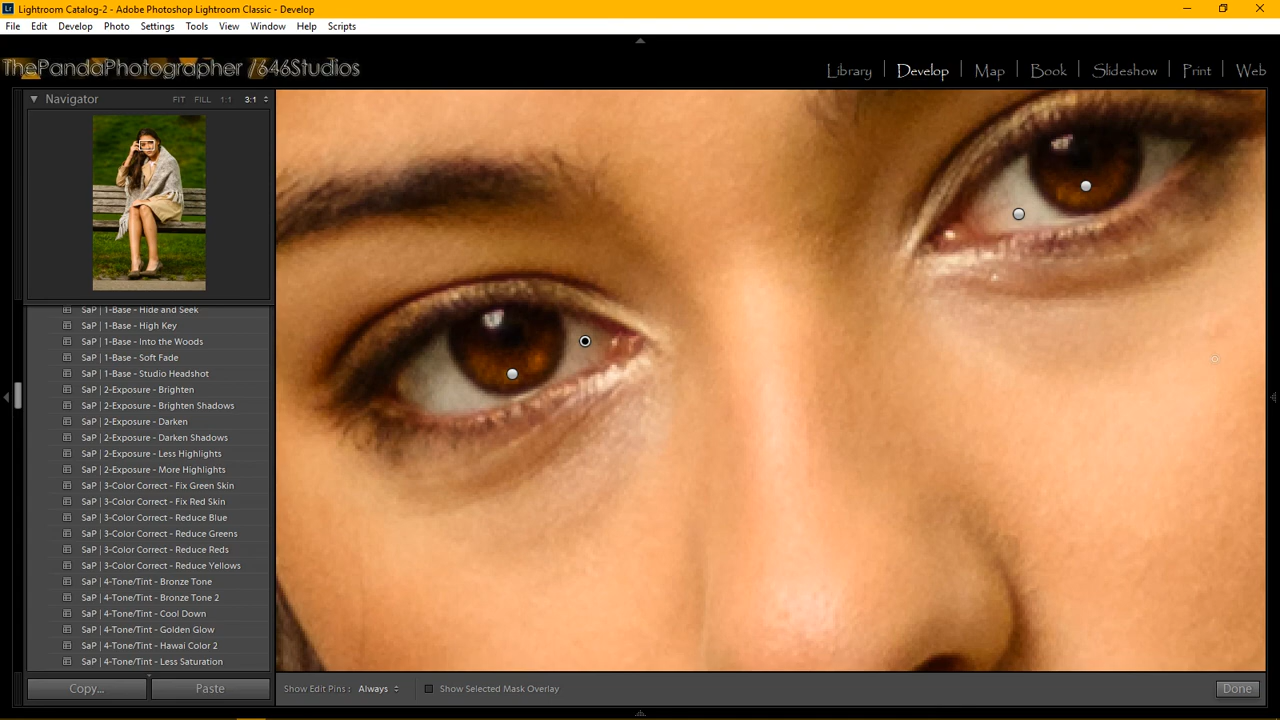 Lr Lightroom Catalog-2 - Adobe Photoshop Lightroom Classic - Develop
File Edit Develop Photo Settings Tools View Window Help Scripts
ThePandaPhotographer /646Studios
Library Develop Map Book Slideshow Print Web
Navigator FIT FILL 1:1 3:1
SaP | 1-Base - Hide and Seek
SaP | 1-Base - High Key
SaP | 1-Base - Into the Woods
SaP | 1-Base - Soft Fade
SaP | 1-Base - Studio Headshot
SaP | 2-Exposure - Brighten
SaP | 2-Exposure - Brighten Shadows
SaP | 2-Exposure - Darken
SaP | 2-Exposure - Darken Shadows
SaP | 2-Exposure - Less Highlights
SaP | 2-Exposure - More Highlights
SaP | 3-Color Correct - Fix Green Skin
SaP | 3-Color Correct - Fix Red Skin
SaP | 3-Color Correct - Reduce Blue
SaP | 3-Color Correct - Reduce Greens
SaP | 3-Color Correct - Reduce Reds
SaP | 3-Color Correct - Reduce Yellows
SaP | 4-Tone/Tint - Bronze Tone
SaP | 4-Tone/Tint - Bronze Tone 2
SaP | 4-Tone/Tint - Cool Down
SaP | 4-Tone/Tint - Golden Glow
SaP | 4-Tone/Tint - Hawai Color 2
SaP | 4-Tone/Tint - Less Saturation
Copy... Paste Show Edit Pins : Always Show Selected Mask Overlay Done